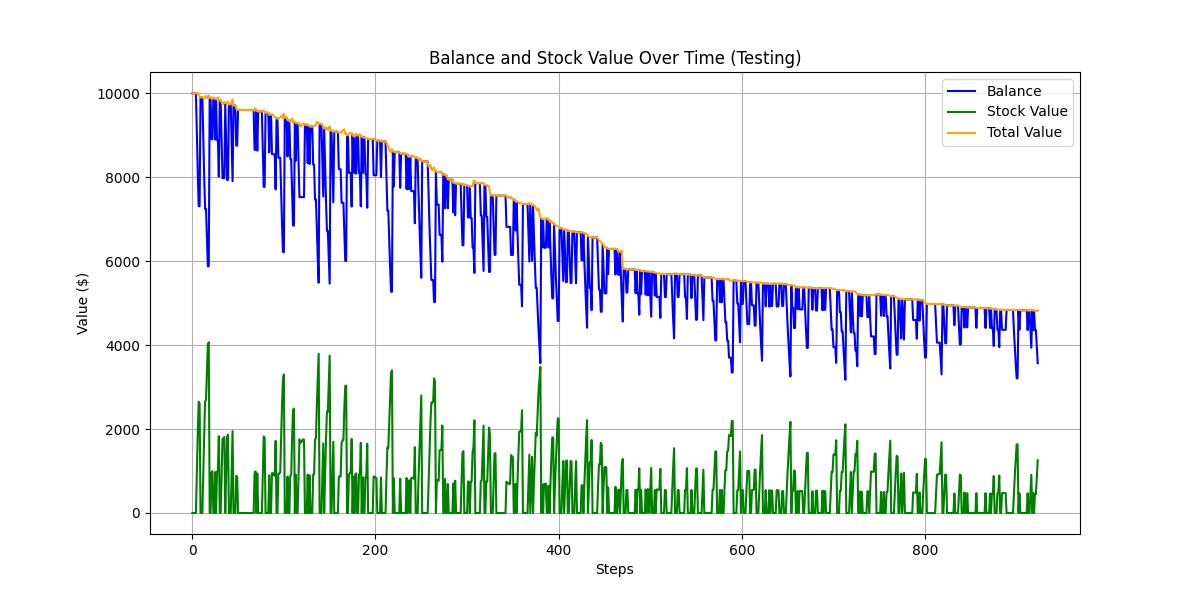 Balance and Stock Value Over Time (Testing)
Balance
Stock Value
Total Value
Value ($)
10000
8000
6000
4000
2000
0
0 200 400 600 800
Steps